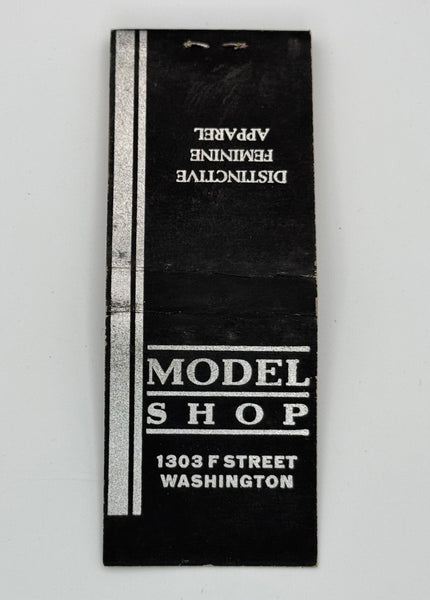 DISTINCTIVE
FEMININE
APPAREL
MODEL
SHOP
1303 F STREET
WASHINGTON